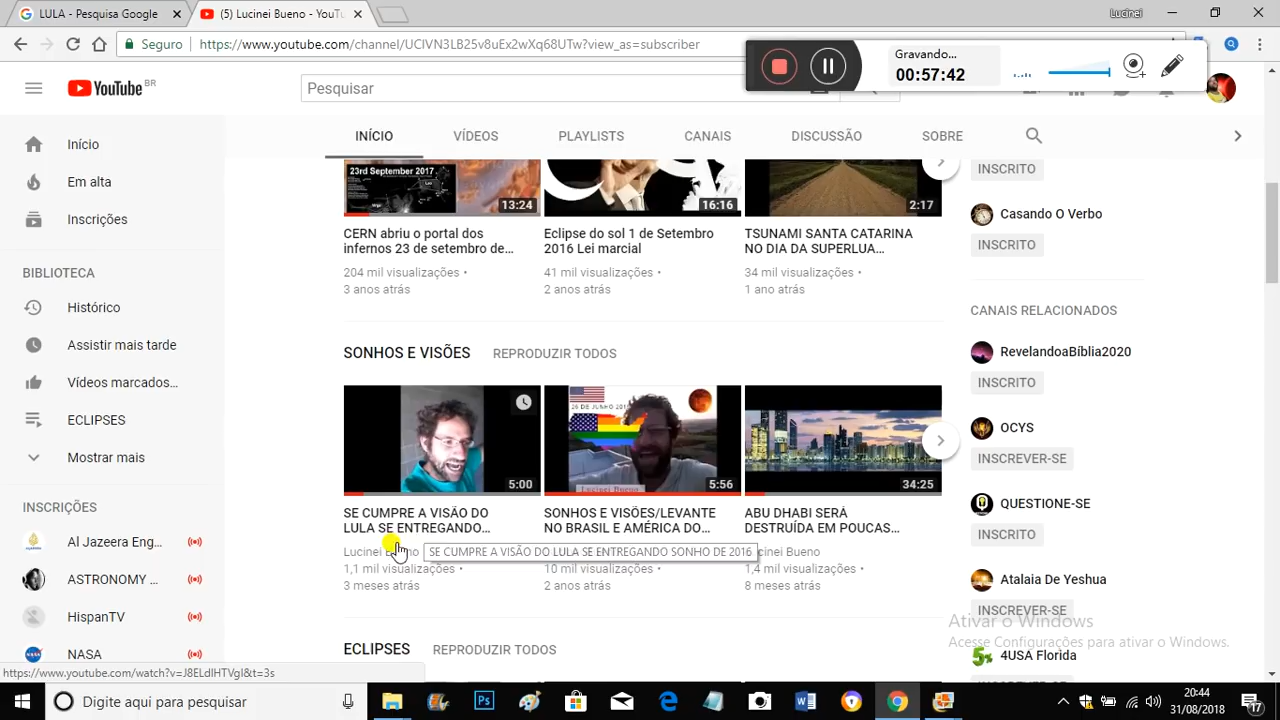 LULA - Pesquisa Google
(5) Lucinei Bueno - YouTu
Lucinei
Seguro
https://www.youtube.com/channel/UCIVN3LB25v8uEx2wXq68UTw?view_as=subscriber
Gravando...
00:57:42
YouTube BR
Pesquisar
INÍCIO
VÍDEOS
PLAYLISTS
CANAIS
DISCUSSÃO
SOBRE
Início
Em alta
Inscrições
BIBLIOTECA
Histórico
Assistir mais tarde
Vídeos marcados...
ECLIPSES
Mostrar mais
INSCRIÇÕES
Al Jazeera Eng...
ASTRONOMY ...
HispanTV
NASA
23rd September 2017
13:24
16:16
2:17
CERN abriu o portal dos
infernos 23 de setembro de...
204 mil visualizações •
3 anos atrás
Eclipse do sol 1 de Setembro
2016 Lei marcial
41 mil visualizações •
2 anos atrás
TSUNAMI SANTA CATARINA
NO DIA DA SUPERLUA...
34 mil visualizações •
1 ano atrás
SONHOS E VISÕES
REPRODUZIR TODOS
5:00
5:56
34:25
SE CUMPRE A VISÃO DO
LULA SE ENTREGANDO...
Lucinei
1,1 mil visualizações •
3 meses atrás
SE CUMPRE A VISÃO DO LULA SE ENTREGANDO SONHO DE 2016
SONHOS E VISÕES/LEVANTE
NO BRASIL E AMÉRICA DO...
10 mil visualizações •
2 anos atrás
ABU DHABI SERÁ
DESTRUÍDA EM POUCAS...
cinei Bueno
1,4 mil visualizações •
8 meses atrás
ECLIPSES
REPRODUZIR TODOS
INSCRITO
Casando O Verbo
INSCRITO
CANAIS RELACIONADOS
RevelandoaBíblia2020
INSCRITO
OCYS
INSCREVER-SE
QUESTIONE-SE
INSCRITO
Atalaia De Yeshua
INSCREVER-SE
4USA Florida
Ativar o Windows
Acesse Configurações para ativar o Windows.
https://www.youtube.com/watch?v=J8ELdIHTVgI&t=3s
Digite aqui para pesquisar
20:44
31/08/2018
17